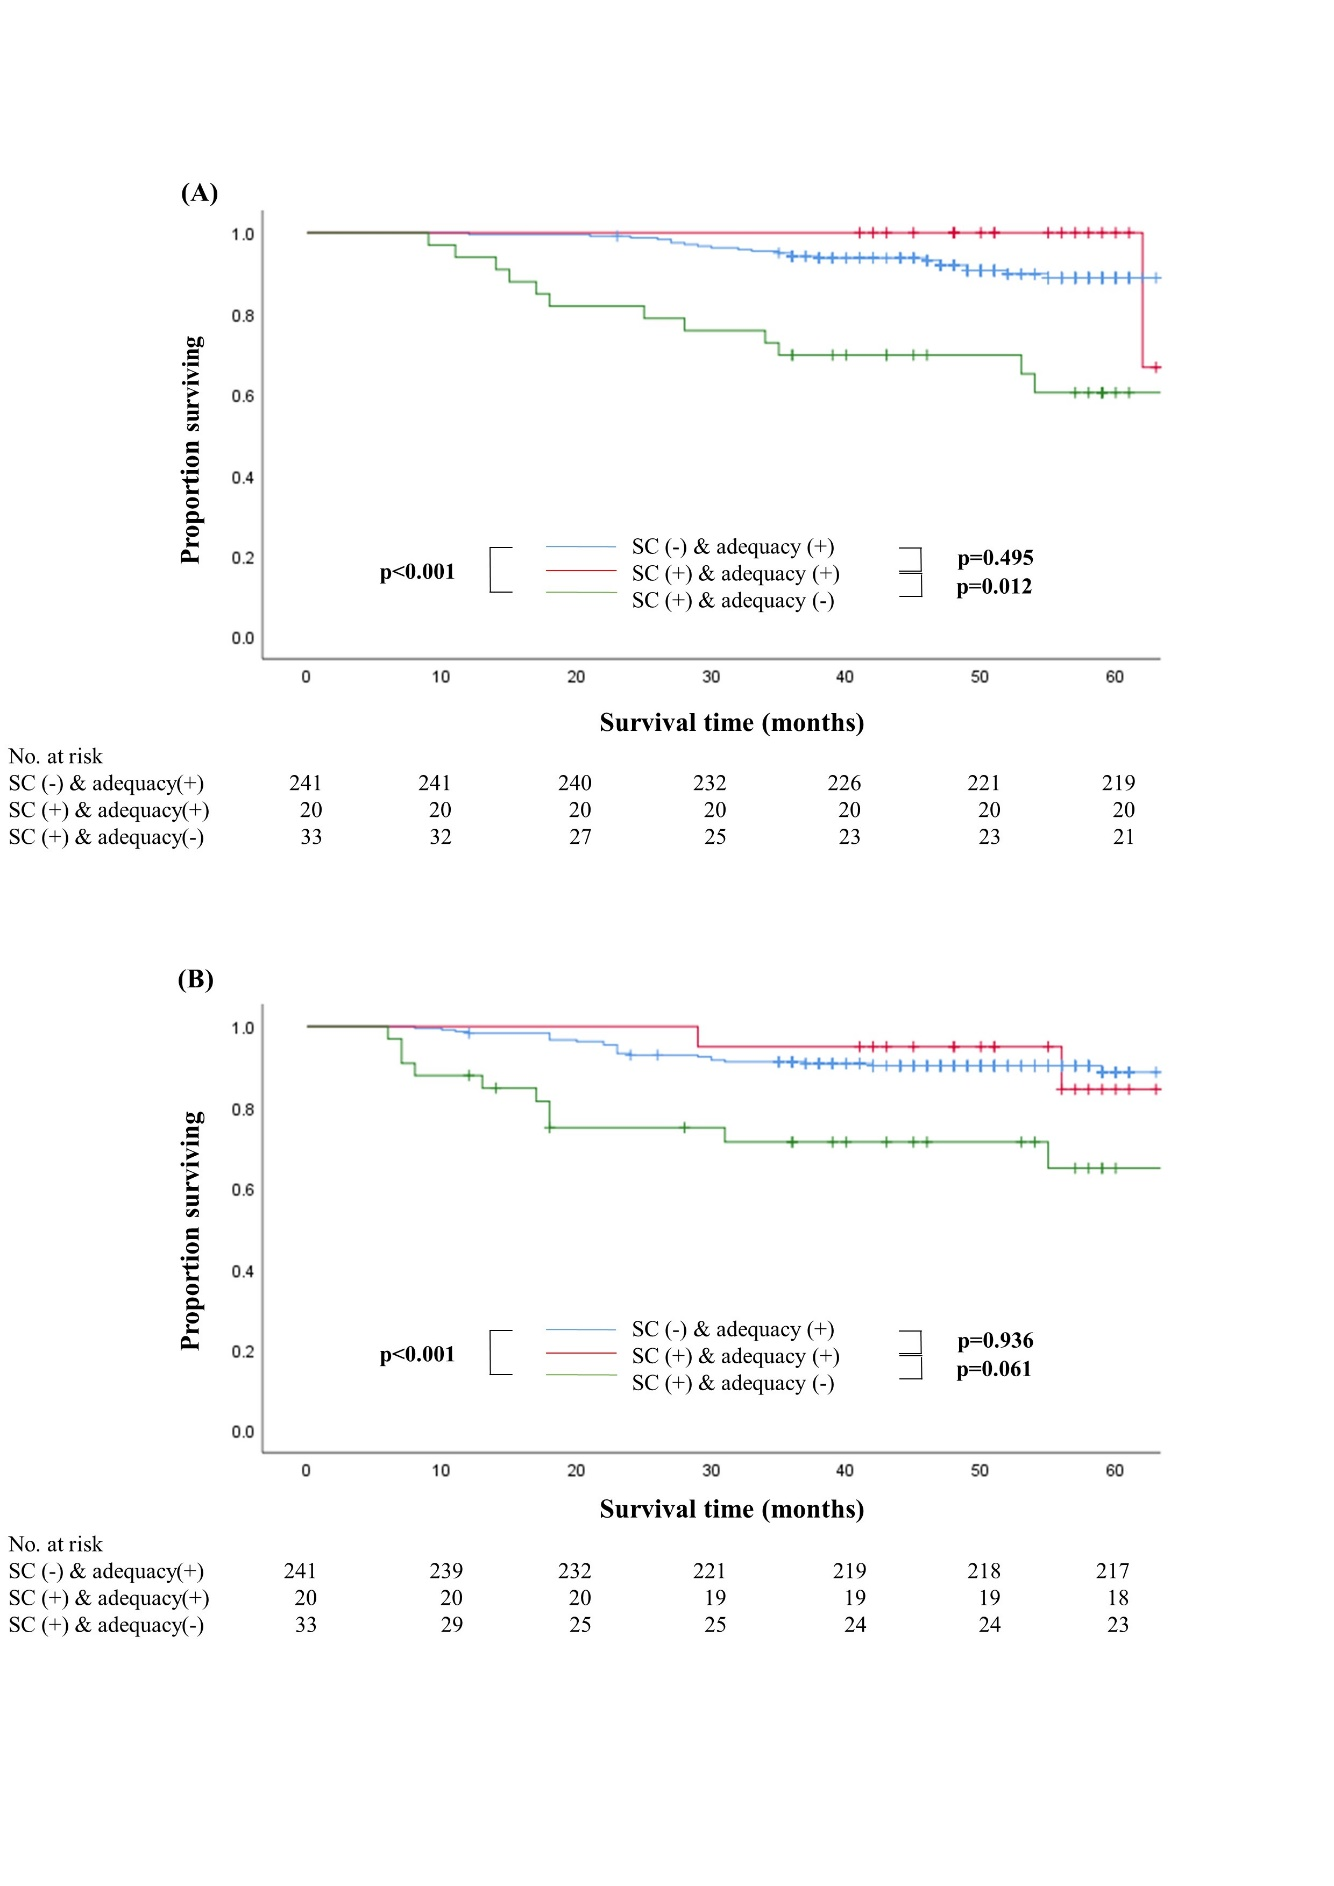 (A)
Proportion surviving
1.0
0.8
0.6
0.4
0.2
0.0
p<0.001
SC (-) & adequacy (+)
SC (+) & adequacy (+)
SC (+) & adequacy (-)
p=0.495
p=0.012
0 10 20 30 40 50 60
Survival time (months)
No. at risk
SC (-) & adequacy(+) 241 241 240 232 226 221 219
SC (+) & adequacy(+) 20 20 20 20 20 20 20
SC (+) & adequacy(-) 33 32 27 25 23 23 21
(B)
Proportion surviving
1.0
0.8
0.6
0.4
0.2
0.0
p<0.001
SC (-) & adequacy (+)
SC (+) & adequacy (+)
SC (+) & adequacy (-)
p=0.936
p=0.061
0 10 20 30 40 50 60
Survival time (months)
No. at risk
SC (-) & adequacy(+) 241 239 232 221 219 218 217
SC (+) & adequacy(+) 20 20 20 19 19 19 18
SC (+) & adequacy(-) 33 29 25 25 24 24 23